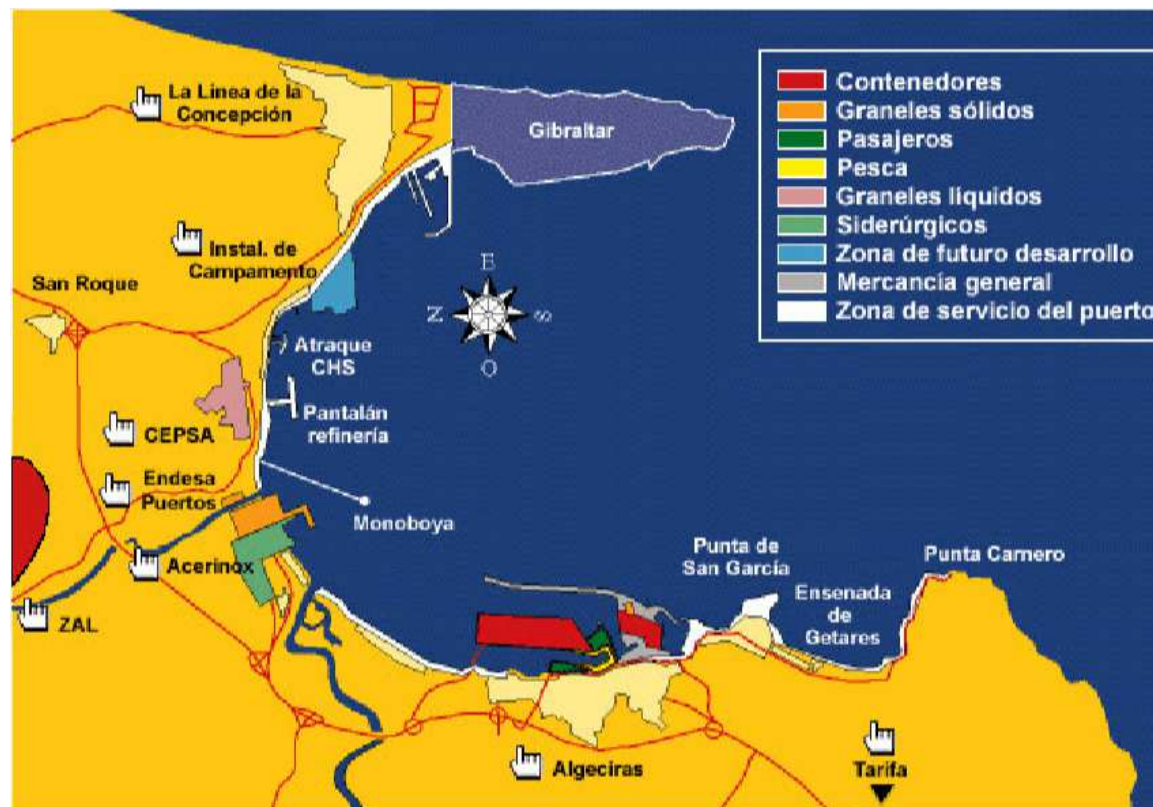 La Linea de la
Concepción
Gibraltar
Contenedores
Graneles sólidos
Pasajeros
Pesca
Graneles líquidos
Siderúrgicos
Zona de futuro desarrollo
Mercancía general
Zona de servicio del puerto
Instal. de
Campamento
San Roque
E
N
S
O
Atraque
CHS
Pantalán
refinería
CEPSA
Endesa
Puertos
Monoboya
Acerinox
ZAL
Punta de
San García
Punta Carnero
Ensenada
de
Getares
Algeciras
Tarifa